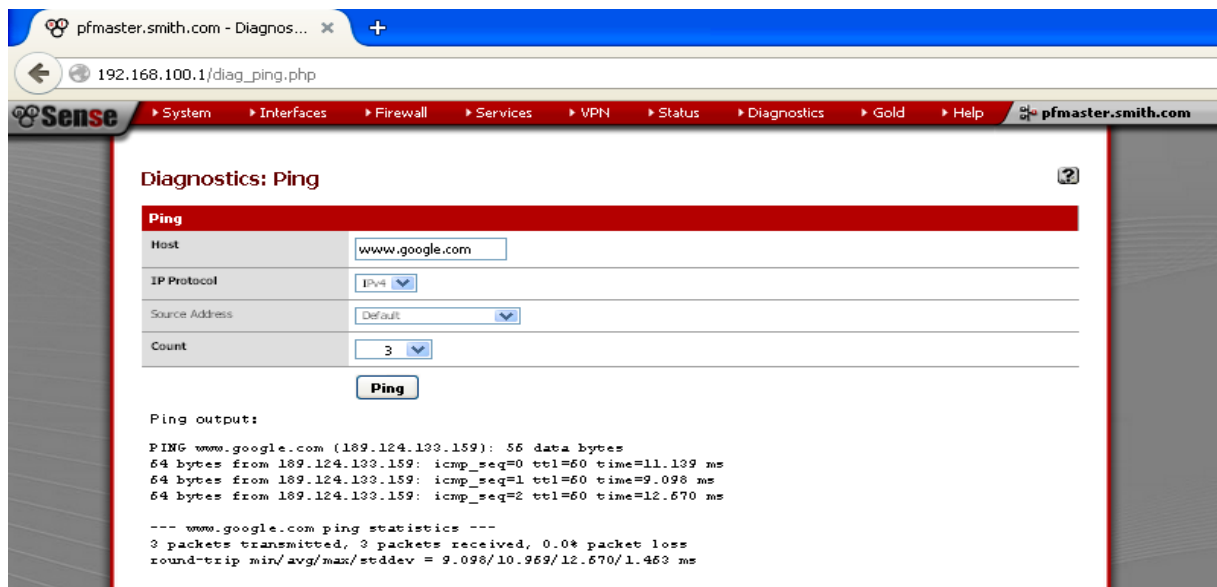 pfmaster.smith.com - Diagnos...
192.168.100.1/diag_ping.php
Sense System Interfaces Firewall Services VPN Status Diagnostics Gold Help pfmaster.smith.com
Diagnostics: Ping
?
Ping
Host www.google.com
IP Protocol IPv4
Source Address Default
Count 3
Ping
Ping output:
PING www.google.com (189.124.133.159): 56 data bytes
64 bytes from 189.124.133.159: icmp_seq=0 ttl=60 time=11.139 ms
64 bytes from 189.124.133.159: icmp_seq=1 ttl=60 time=9.098 ms
64 bytes from 189.124.133.159: icmp_seq=2 ttl=60 time=12.670 ms
--- www.google.com ping statistics ---
3 packets transmitted, 3 packets received, 0.0% packet loss
round-trip min/avg/max/stddev = 9.098/10.969/12.670/1.463 ms